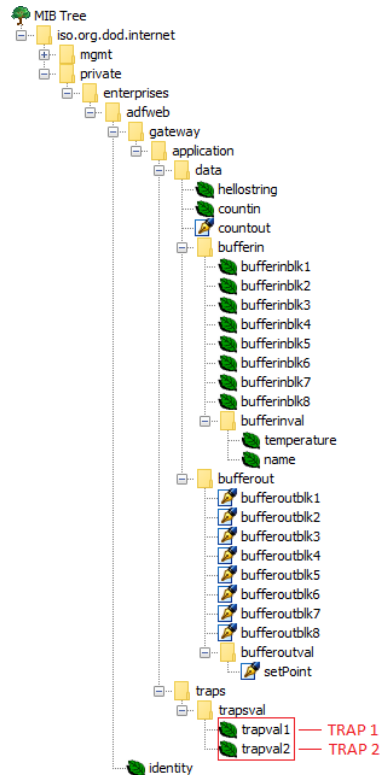 MIB Tree
iso.org.dod.internet
mgmt
private
enterprises
adfweb
gateway
application
data
hellostring
countin
countout
bufferin
bufferinblk1
bufferinblk2
bufferinblk3
bufferinblk4
bufferinblk5
bufferinblk6
bufferinblk7
bufferinblk8
bufferinval
temperature
name
bufferout
bufferoutblk1
bufferoutblk2
bufferoutblk3
bufferoutblk4
bufferoutblk5
bufferoutblk6
bufferoutblk7
bufferoutblk8
bufferoutval
setPoint
traps
trapsval
trapval1 TRAP 1
trapval2 TRAP 2
identity